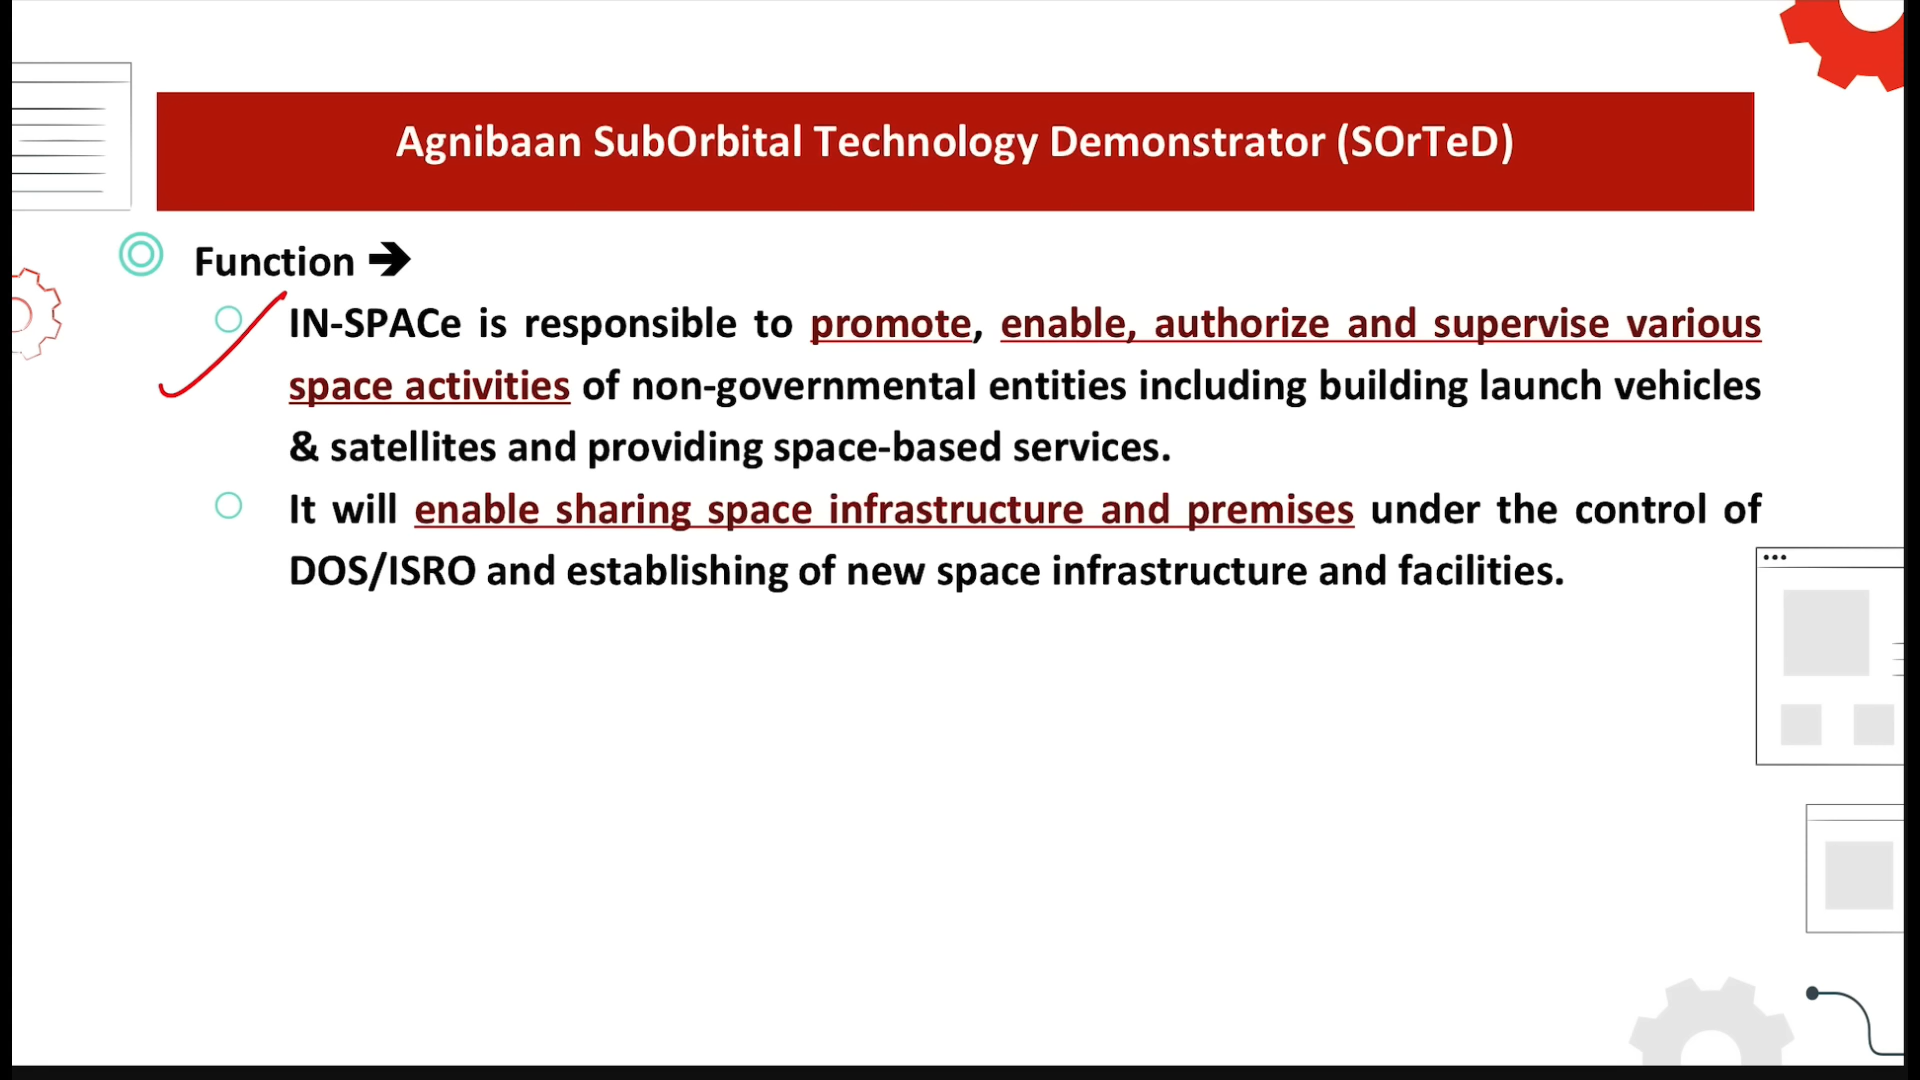 Agnibaan SubOrbital Technology Demonstrator (SOrTeD)
Function ➔
IN-SPACe is responsible to promote, enable, authorize and supervise various
space activities of non-governmental entities including building launch vehicles
& satellites and providing space-based services.
It will enable sharing space infrastructure and premises under the control of
DOS/ISRO and establishing of new space infrastructure and facilities.